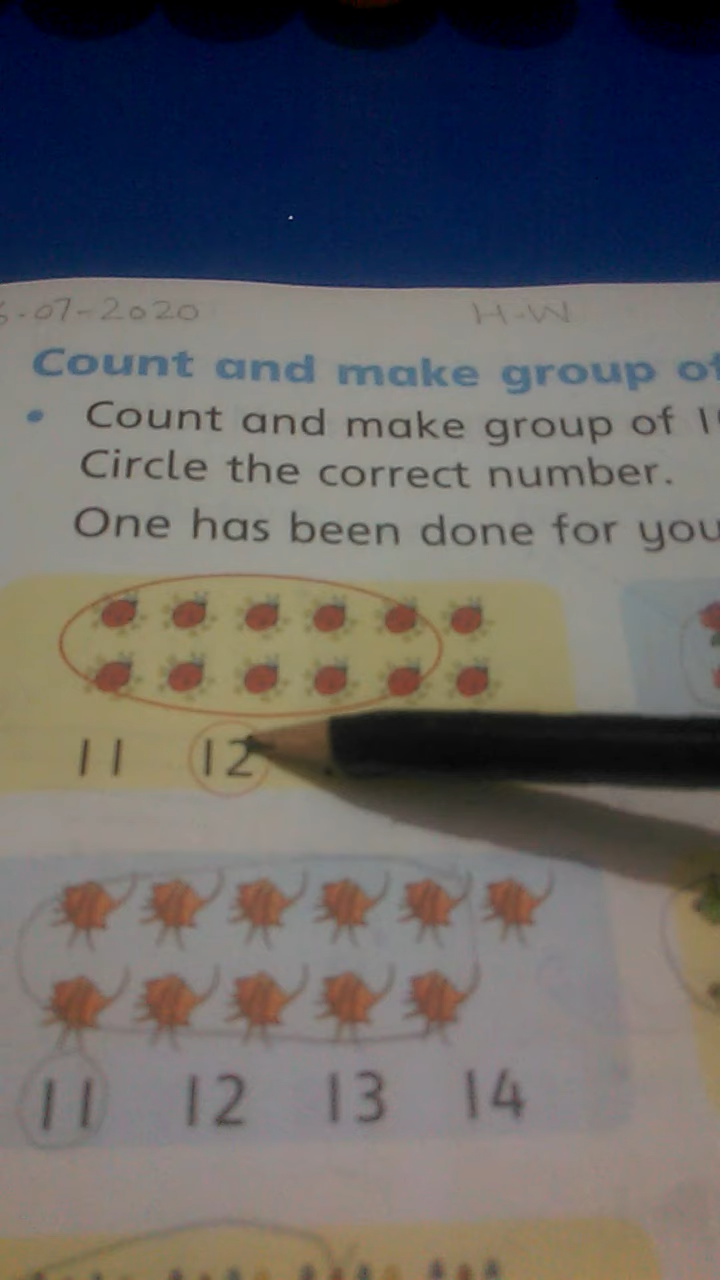 -07-2020 H-W
Count and make group of
Count and make group of
Circle the correct number.
One has been done for you
11 12
11 12 13 14